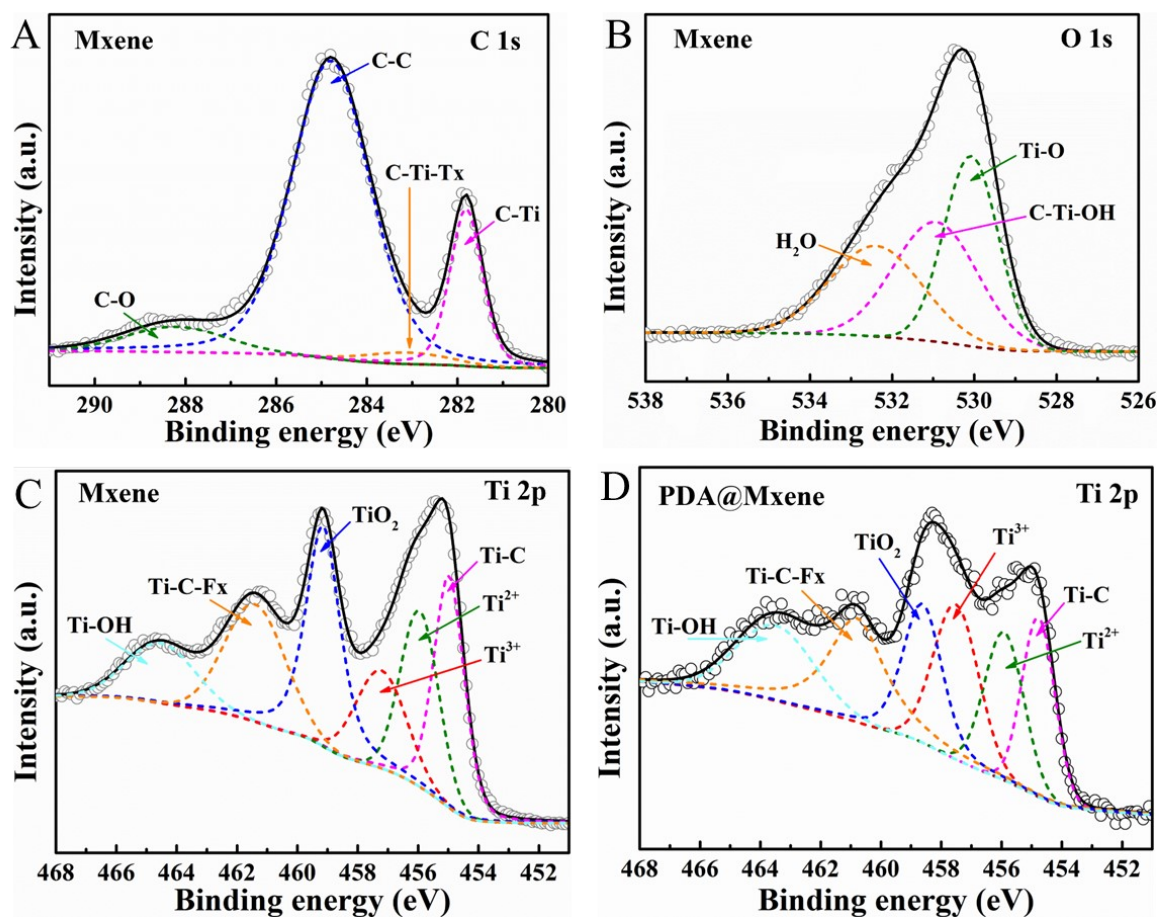 A
Mxene
C 1s
C-C
C-Ti-Tx
C-Ti
C-O
Intensity (a.u.)
290 288 286 284 282 280
Binding energy (eV)
B
Mxene
O 1s
Ti-O
C-Ti-OH
H₂O
Intensity (a.u.)
538 536 534 532 530 528 526
Binding energy (eV)
C
Mxene
Ti 2p
TiO₂
Ti-C
Ti-C-Fx
Ti²⁺
Ti-OH
Ti³⁺
Intensity (a.u.)
468 466 464 462 460 458 456 454 452
Binding energy (eV)
D
PDA@Mxene
Ti 2p
Ti³⁺
TiO₂
Ti-C-Fx
Ti-C
Ti-OH
Ti²⁺
Intensity (a.u.)
468 466 464 462 460 458 456 454 452
Binding energy (eV)